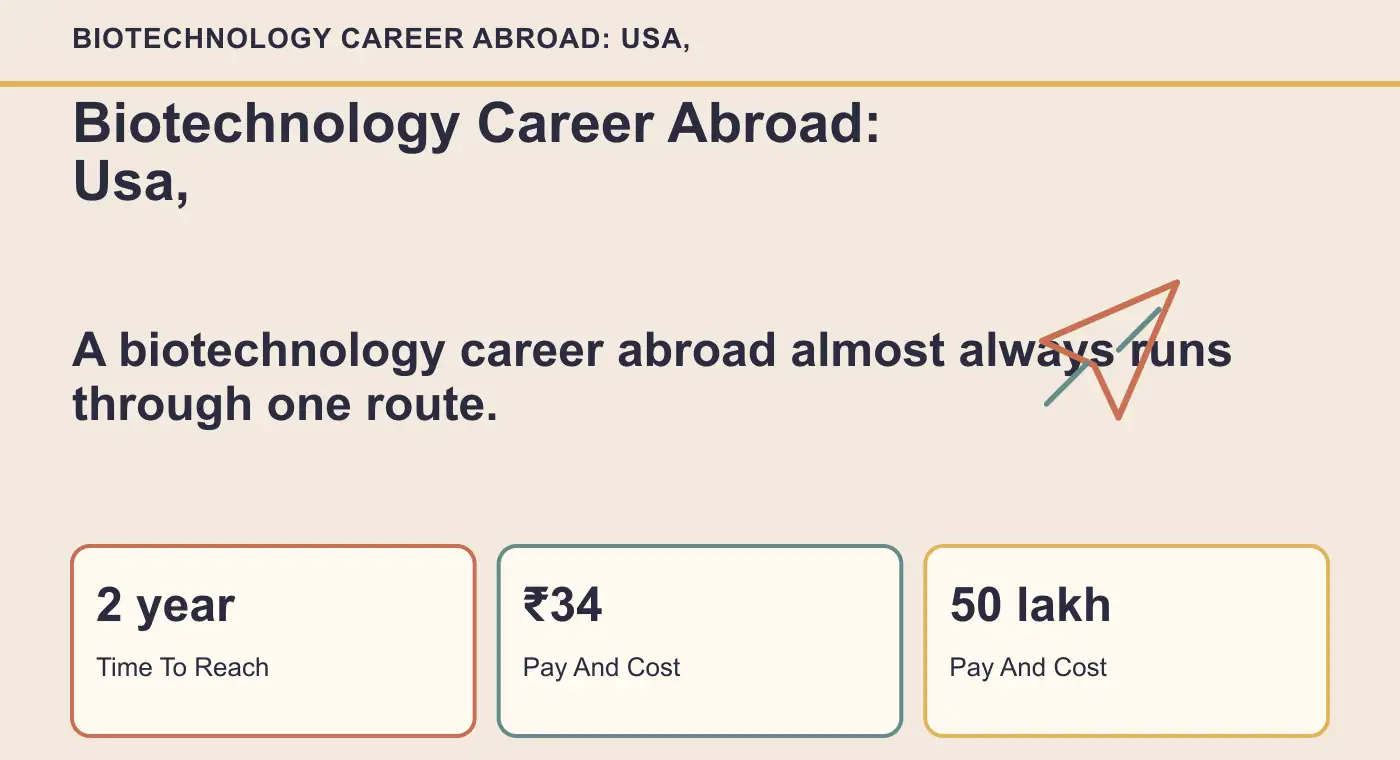 BIOTECHNOLOGY CAREER ABROAD: USA,
Biotechnology Career Abroad:
Usa,
A biotechnology career abroad almost always runs
through one route.
2 year
Time To Reach
₹34
Pay And Cost
50 lakh
Pay And Cost